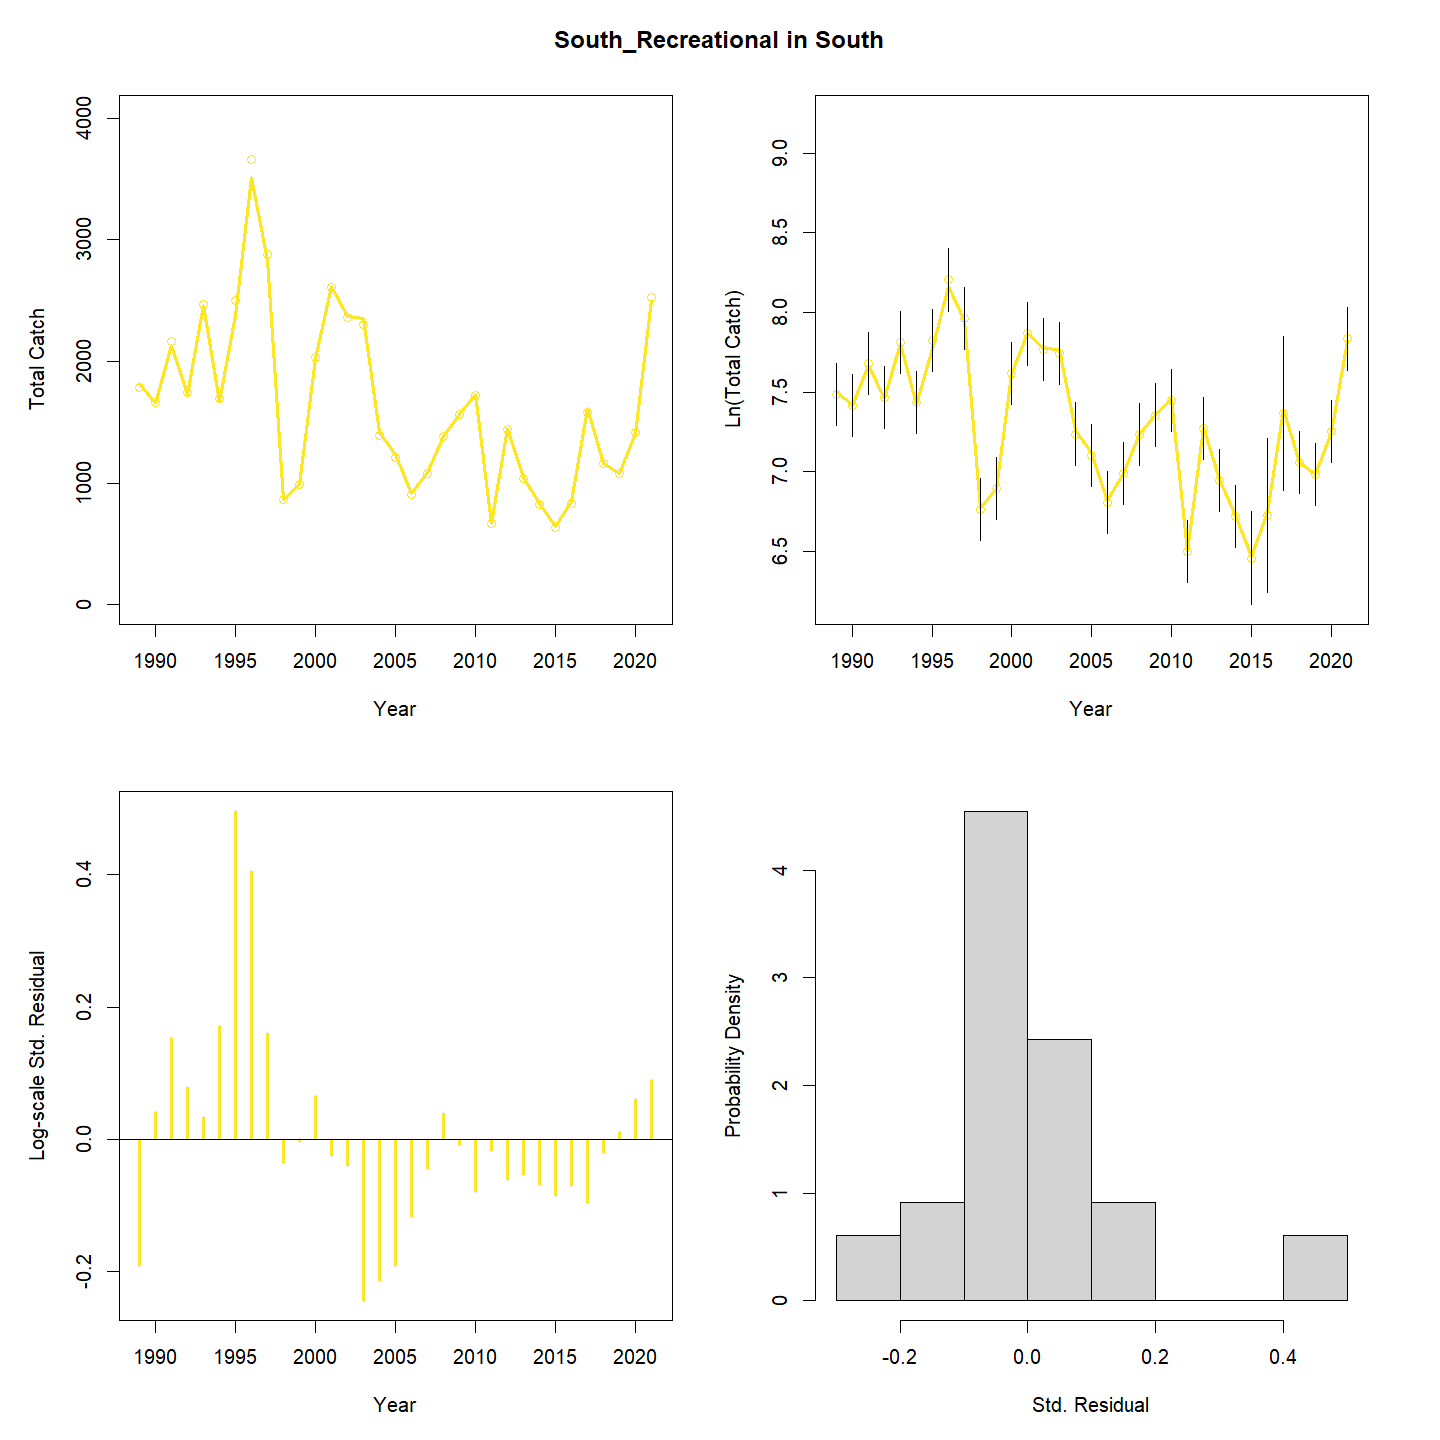 South_Recreational in South
Total Catch
4000
3000
2000
1000
0
1990 1995 2000 2005 2010 2015 2020
Year
Ln(Total Catch)
9.0
8.5
8.0
7.5
7.0
6.5
1990 1995 2000 2005 2010 2015 2020
Year
Log-scale Std. Residual
0.4
0.2
0.0
-0.2
1990 1995 2000 2005 2010 2015 2020
Year
Probability Density
4
3
2
1
0
-0.2 0.0 0.2 0.4
Std. Residual